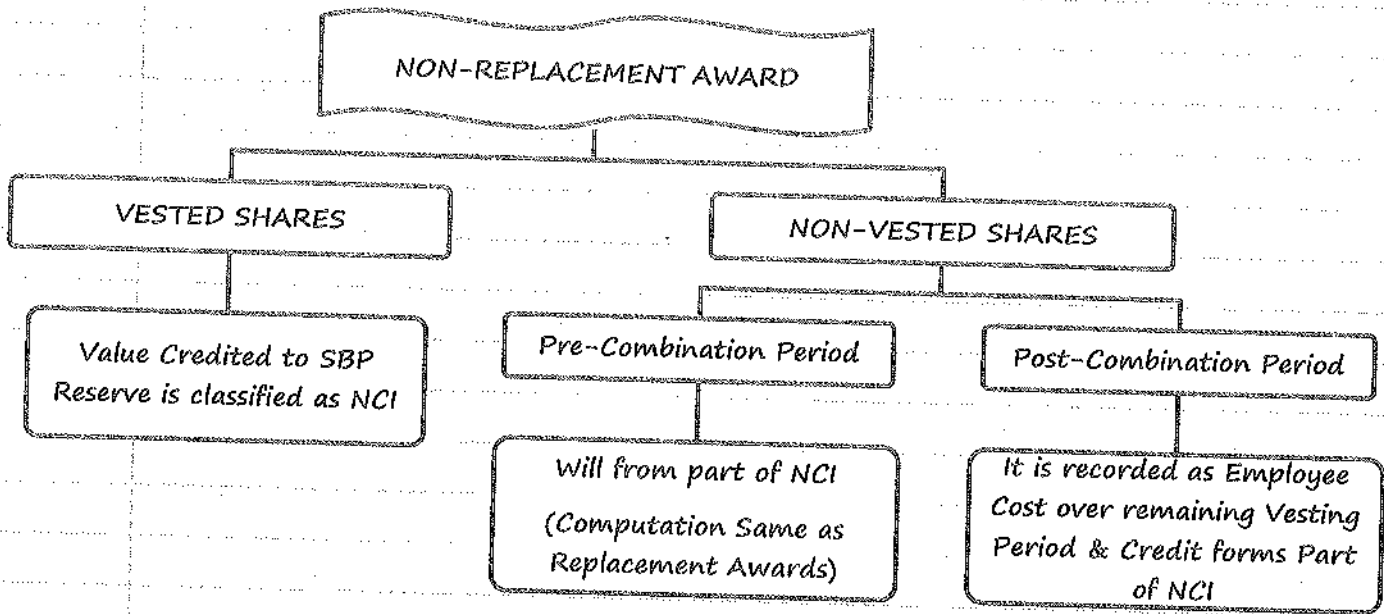 NON-REPLACEMENT AWARD
VESTED SHARES
NON-VESTED SHARES
Value Credited to SBP
Reserve is classified as NCI
Pre-Combination Period
Post-Combination Period
Will from part of NCI
(Computation Same as
Replacement Awards)
It is recorded as Employee
Cost over remaining Vesting
Period & Credit forms Part
of NCI